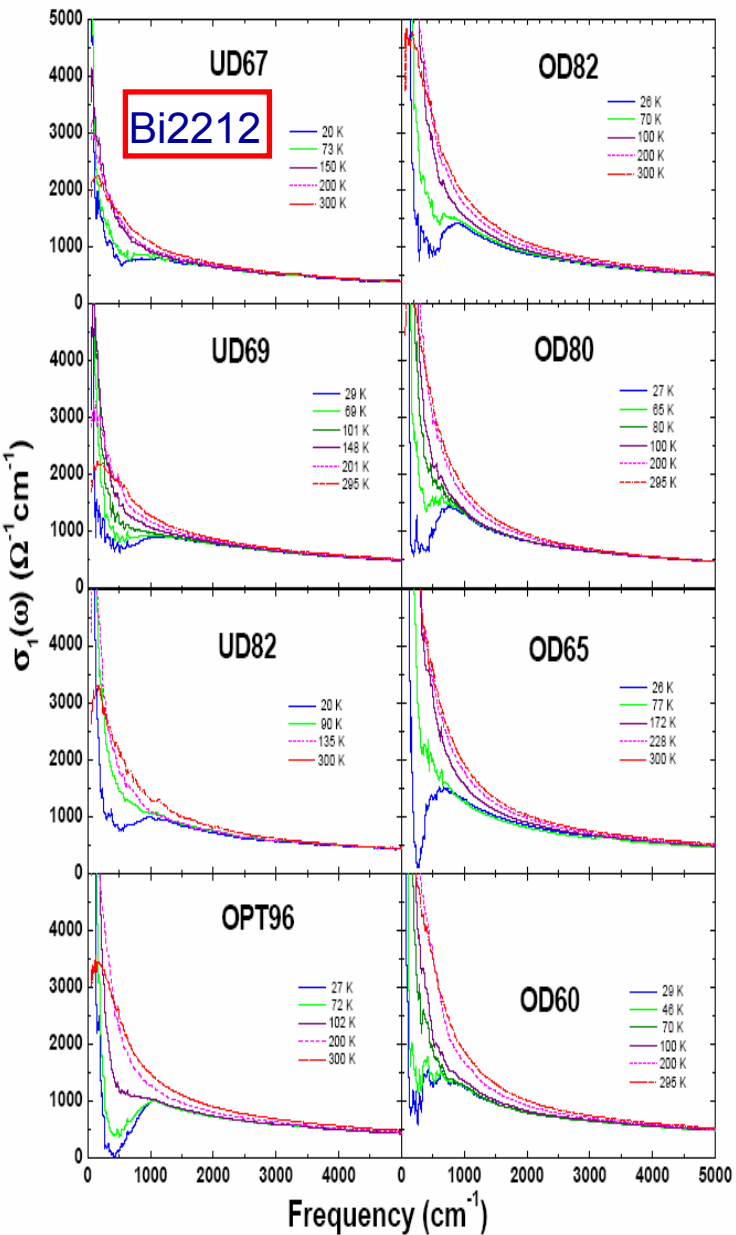 UD67
Bi2212
20 K
73 K
150 K
200 K
300 K
5000
4000
3000
2000
1000
0
OD82
26 K
70 K
100 K
200 K
300 K
UD69
29 K
69 K
101 K
148 K
201 K
295 K
4000
3000
2000
1000
0
OD80
27 K
65 K
80 K
100 K
200 K
295 K
UD82
20 K
90 K
135 K
300 K
4000
3000
2000
1000
0
OD65
26 K
77 K
172 K
228 K
300 K
OPT96
27 K
72 K
102 K
200 K
300 K
4000
3000
2000
1000
0
OD60
29 K
46 K
70 K
100 K
200 K
295 K
σ₁(ω) (Ω⁻¹cm⁻¹)
0 1000 2000 3000 4000 0 1000 2000 3000 4000 5000
Frequency (cm⁻¹)